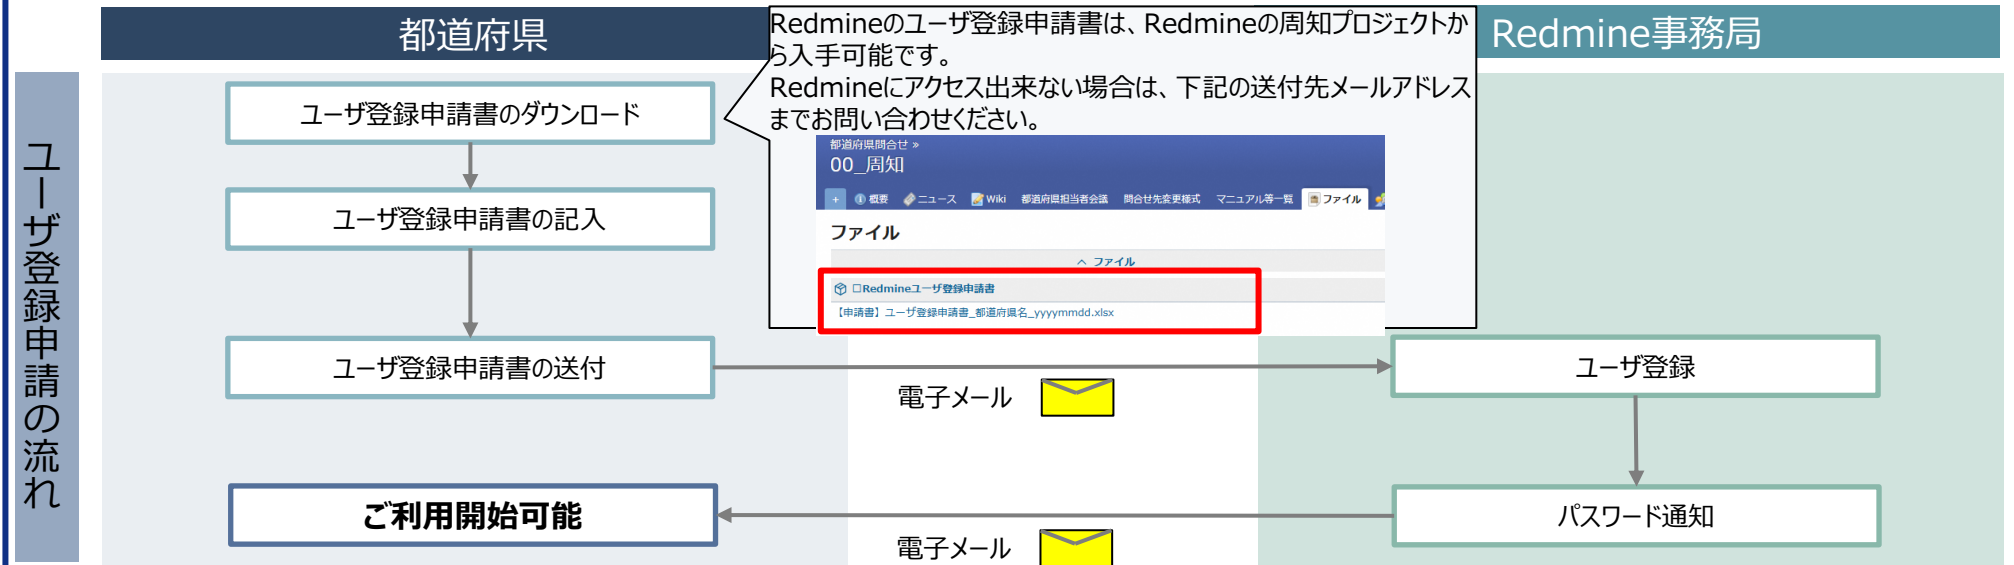 都道府県
Redmine事務局
ユーザ登録申請の流れ
Redmineのユーザ登録申請書は、Redmineの周知プロジェクトか
ら入手可能です。
Redmineにアクセス出来ない場合は、下記の送付先メールアドレス
までお問い合わせください。
都道府県問合せ »
00_周知
+ 概要 ニュース Wiki 都道府県担当者会議 問合せ先変更様式 マニュアル等一覧 ファイル
ファイル
ヘ ファイル
□Redmineユーザ登録申請書
【申請書】ユーザ登録申請書_都道府県名_yyyymmdd.xlsx
ユーザ登録申請書のダウンロード
ユーザ登録申請書の記入
ユーザ登録申請書の送付
電子メール
ユーザ登録
パスワード通知
電子メール
ご利用開始可能